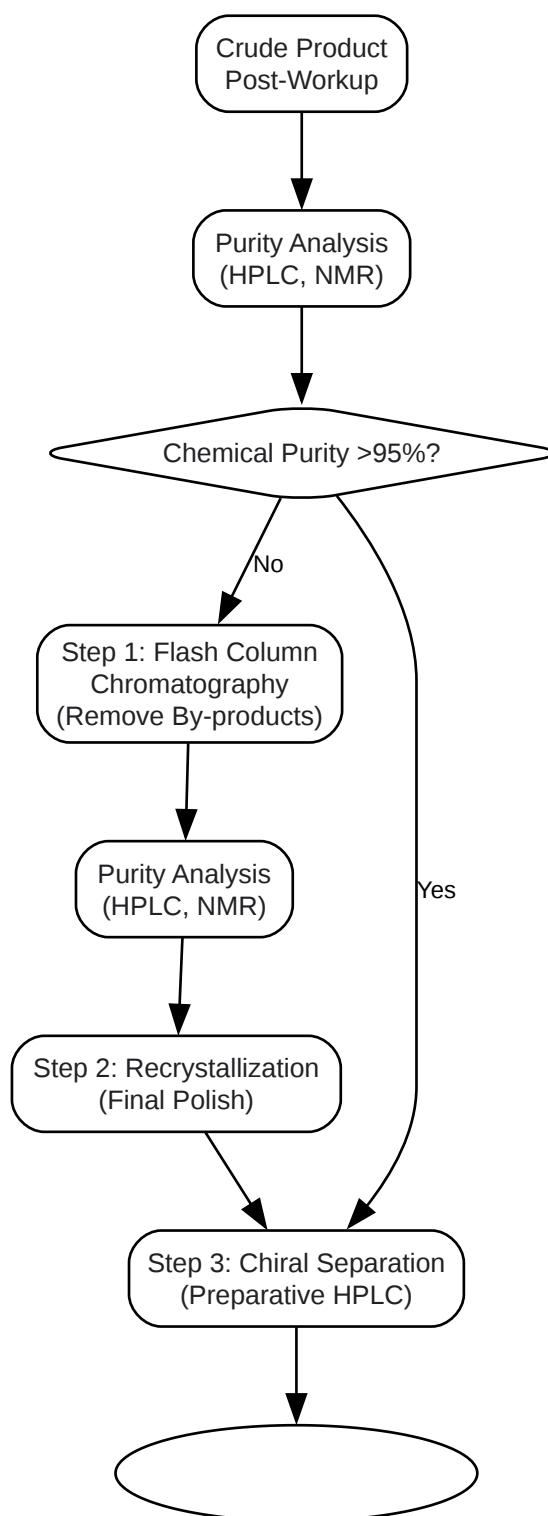 Crude Product
Post-Workup
Purity Analysis
(HPLC, NMR)
Chemical Purity >95%?
No
Step 1: Flash Column
Chromatography
(Remove By-products)
Purity Analysis
(HPLC, NMR)
Yes
Step 2: Recrystallization
(Final Polish)
Step 3: Chiral Separation
(Preparative HPLC)